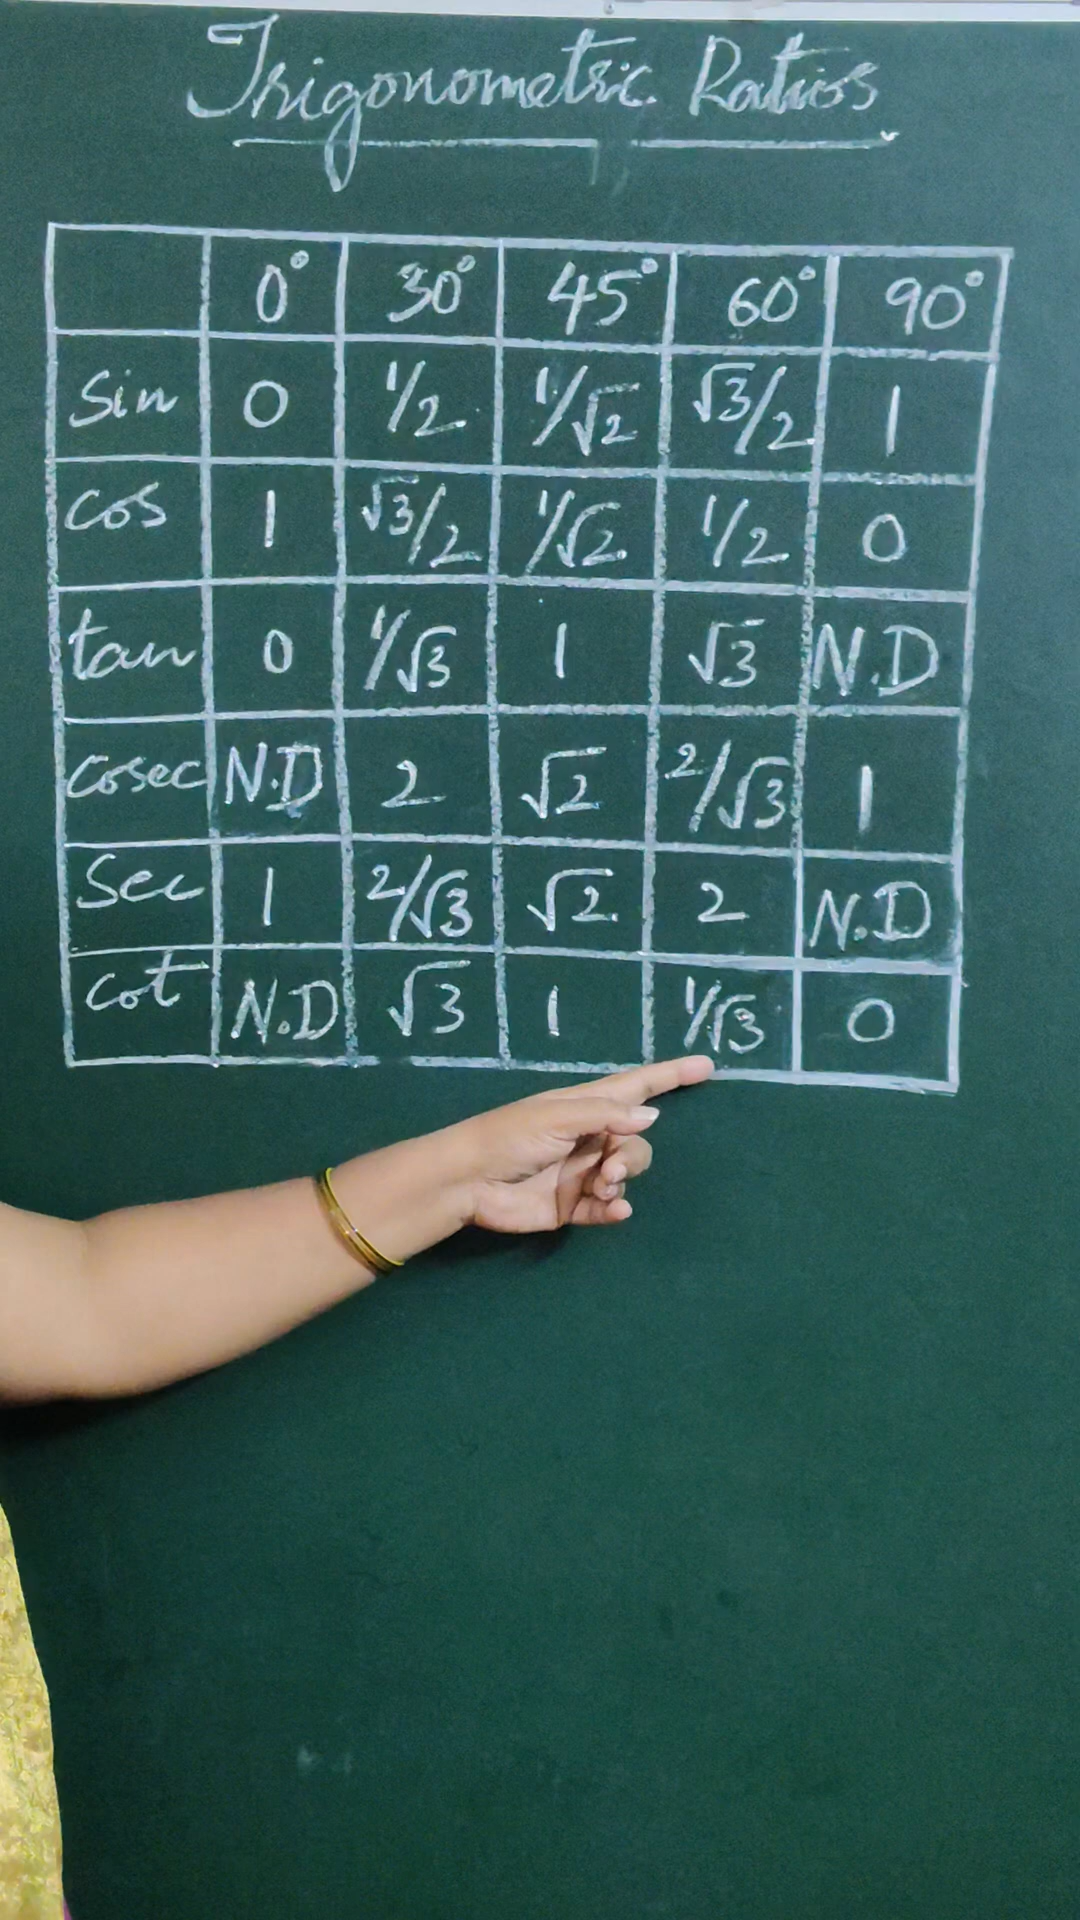 Trigonometric Ratios
0° 30° 45° 60° 90°
Sin 0 1/2 1/√2 √3/2 1
cos 1 √3/2 1/√2 1/2 0
tan 0 1/√3 1 √3 N.D
cosec N.D 2 √2 2/√3 1
Sec 1 2/√3 √2 2 N.D
cot N.D √3 1 1/√3 0